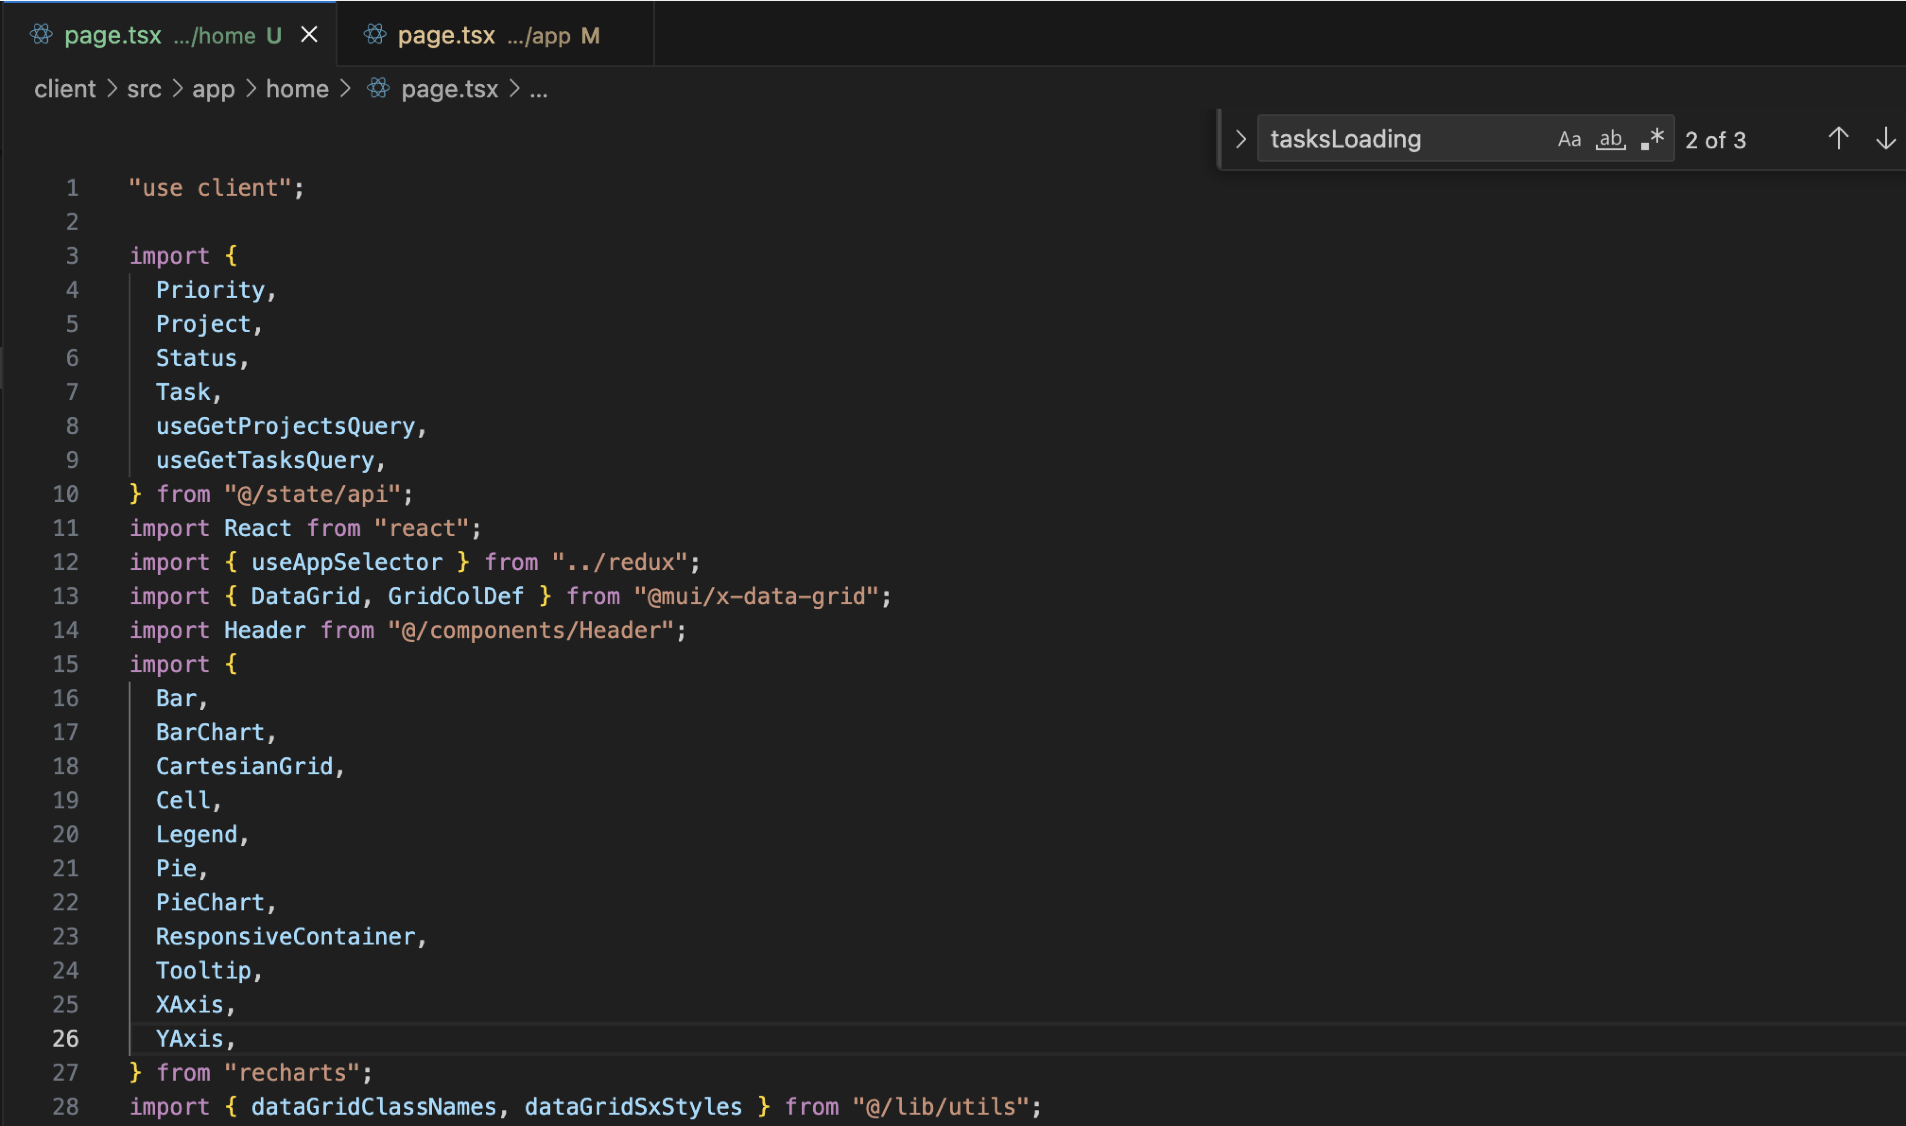 page.tsx .../home U
page.tsx .../app M
client > src > app > home > page.tsx > ...
tasksLoading Aa ab .* 2 of 3
1 "use client";
2
3 import {
4 Priority,
5 Project,
6 Status,
7 Task,
8 useGetProjectsQuery,
9 useGetTasksQuery,
10 } from "@/state/api";
11 import React from "react";
12 import { useAppSelector } from "../redux";
13 import { DataGrid, GridColDef } from "@mui/x-data-grid";
14 import Header from "@/components/Header";
15 import {
16 Bar,
17 BarChart,
18 CartesianGrid,
19 Cell,
20 Legend,
21 Pie,
22 PieChart,
23 ResponsiveContainer,
24 Tooltip,
25 XAxis,
26 YAxis,
27 } from "recharts";
28 import { dataGridClassNames, dataGridSxStyles } from "@/lib/utils";